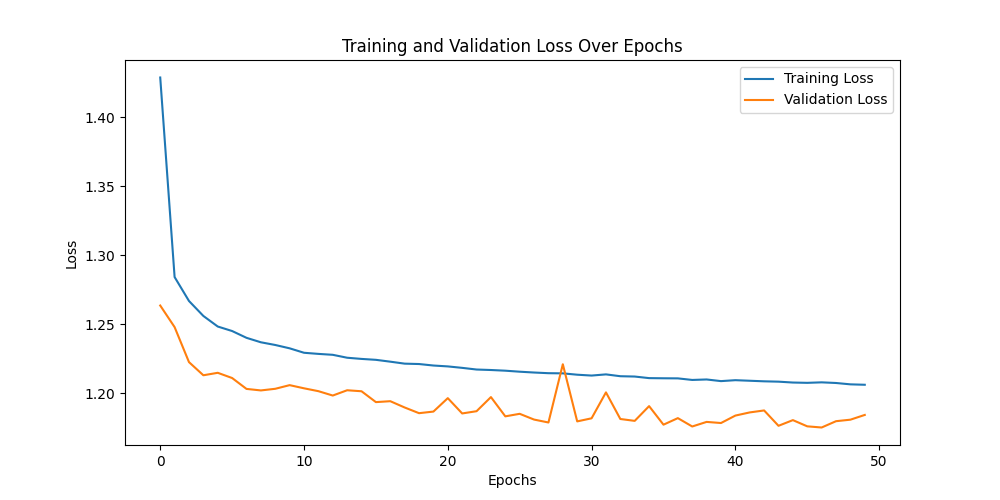 Training and Validation Loss Over Epochs
Training Loss
Validation Loss
1.40
1.35
1.30
1.25
1.20
Loss
0 10 20 30 40 50
Epochs